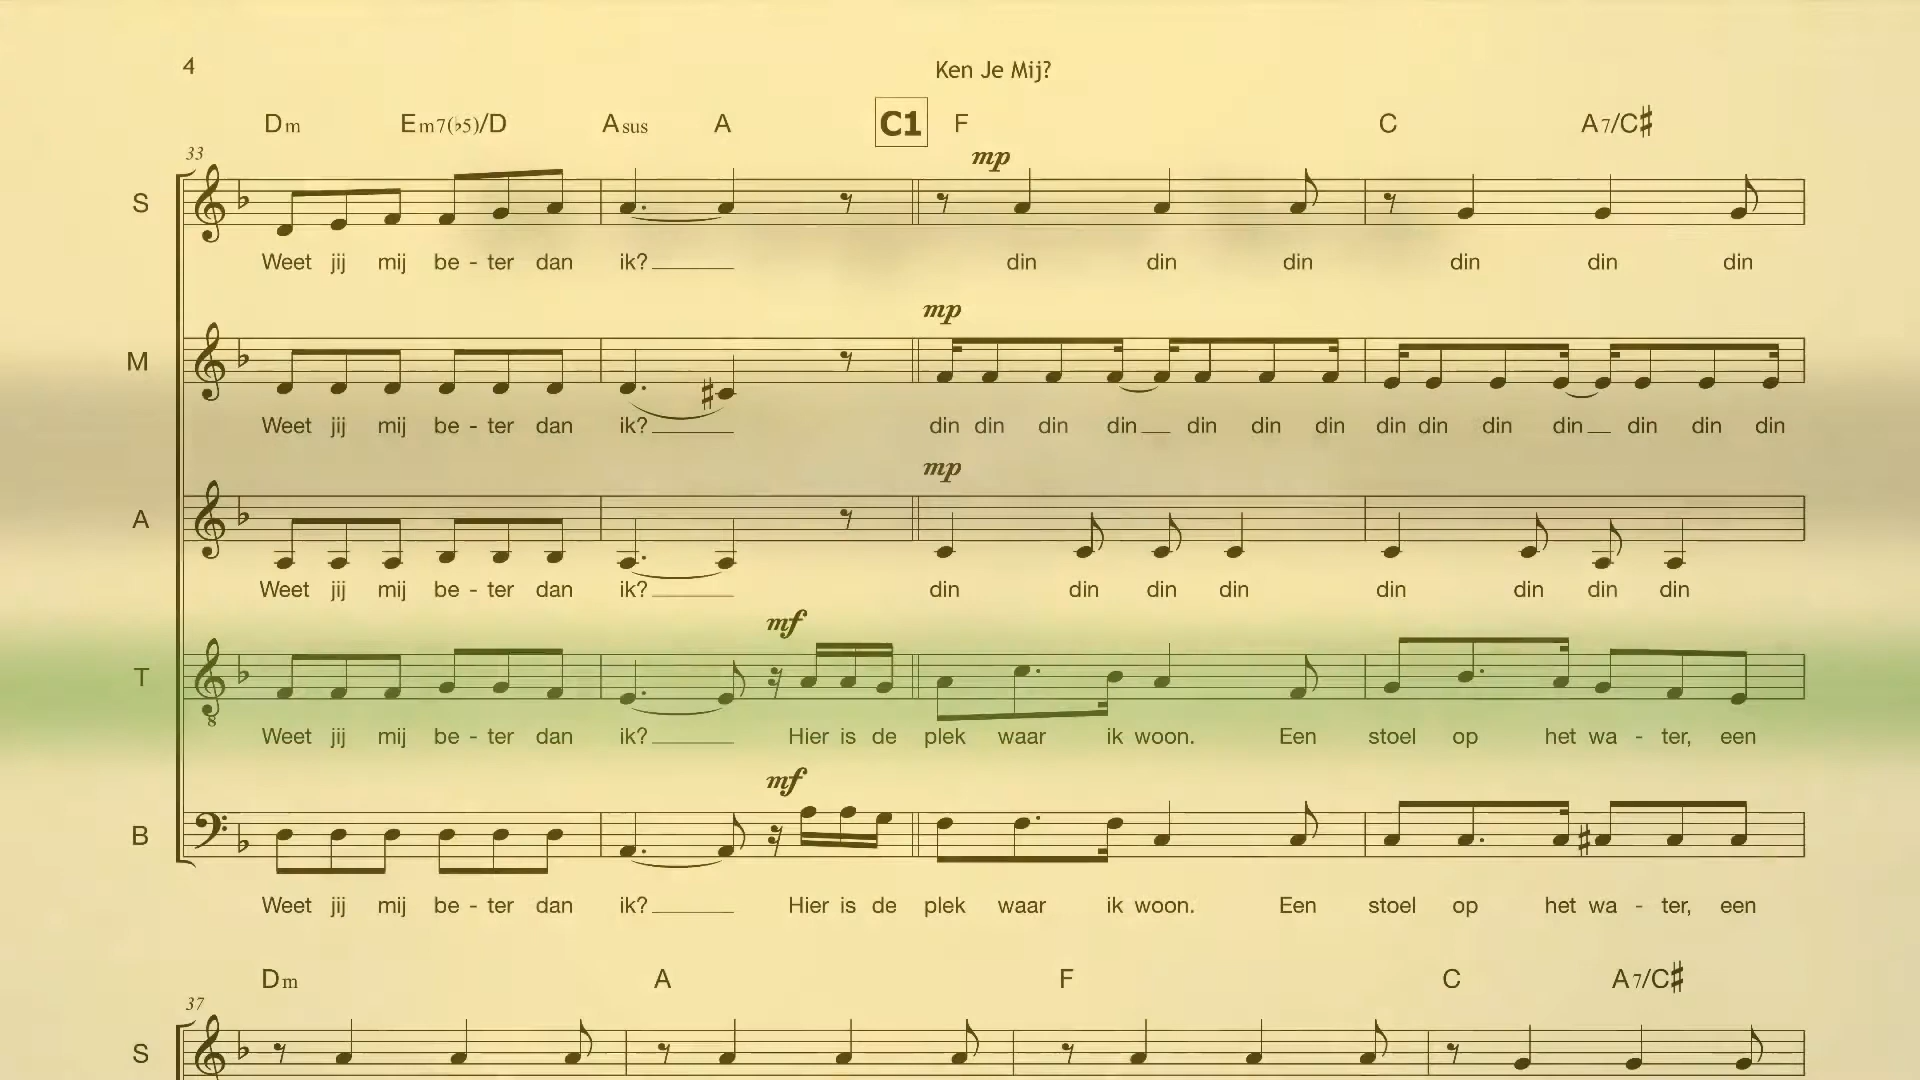 4
Ken Je Mij?
Dm Em7(♭5)/D Asus A C1 F C A7/C♯
33
mp
S
Weet jij mij be - ter dan ik? din din din din din din
mp
M
Weet jij mij be - ter dan ik? din din din din din din din din din din din din din din
mp
A
Weet jij mij be - ter dan ik? din din din din din din din din
mf
T
8
Weet jij mij be - ter dan ik? Hier is de plek waar ik woon. Een stoel op het wa - ter, een
mf
B
Weet jij mij be - ter dan ik? Hier is de plek waar ik woon. Een stoel op het wa - ter, een
Dm A F C A7/C♯
37
S